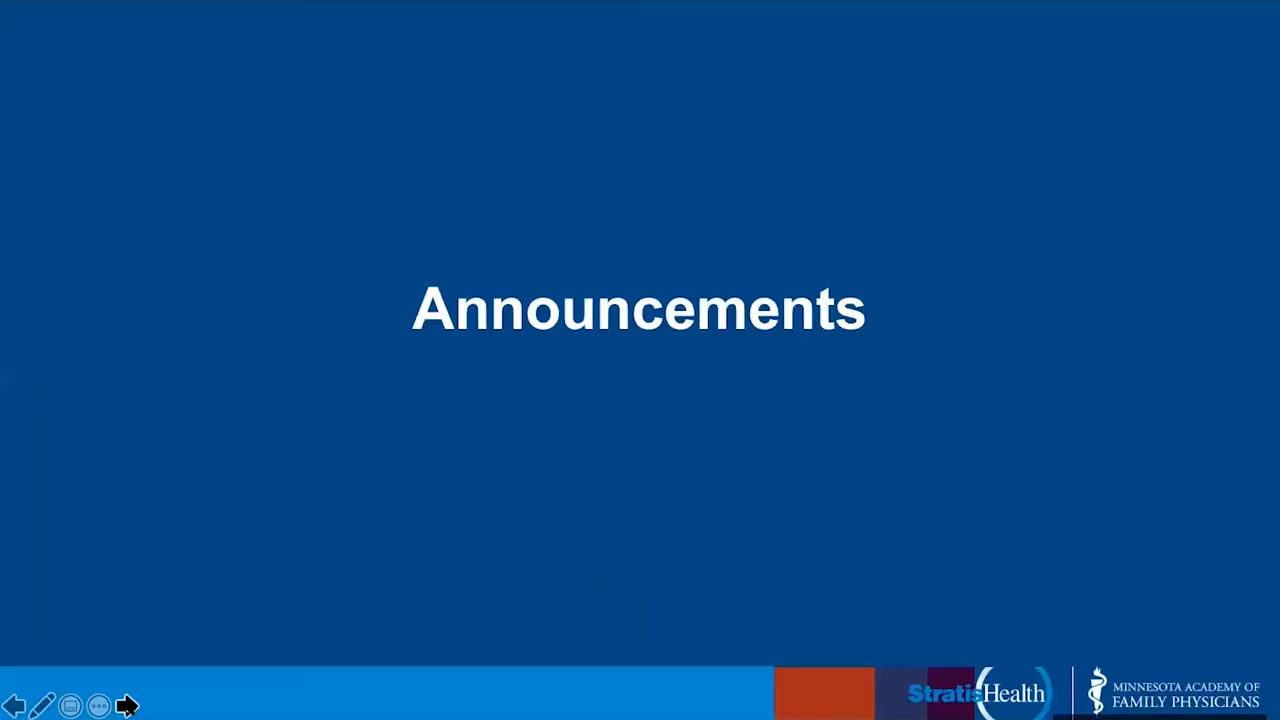 Announcements
StratisHealth
MINNESOTA ACADEMY OF
FAMILY PHYSICIANS